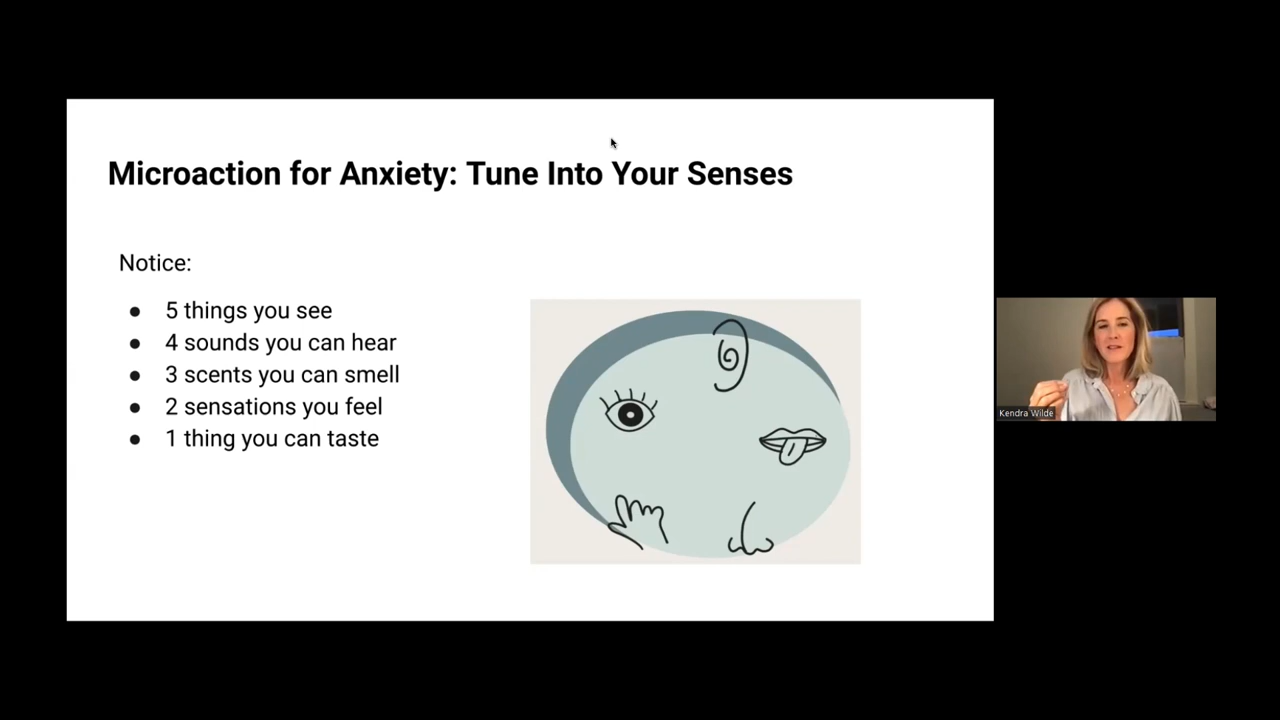 Microaction for Anxiety: Tune Into Your Senses
Notice:
● 5 things you see
● 4 sounds you can hear
● 3 scents you can smell
● 2 sensations you feel
● 1 thing you can taste
Kendra Wilde